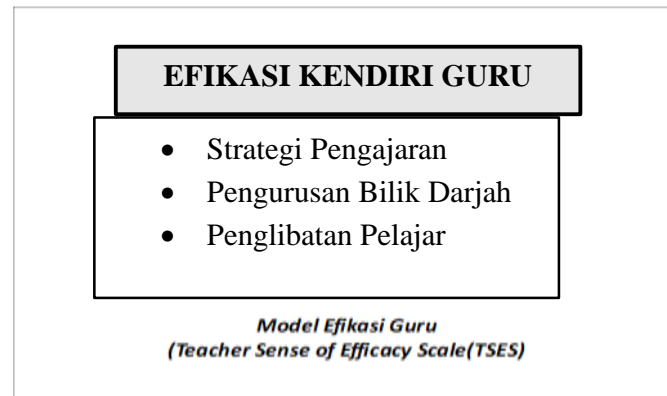 EFIKASI KENDIRI GURU
• Strategi Pengajaran
• Pengurusan Bilik Darjah
• Penglibatan Pelajar
Model Efikasi Guru
(Teacher Sense of Efficacy Scale(TSES)